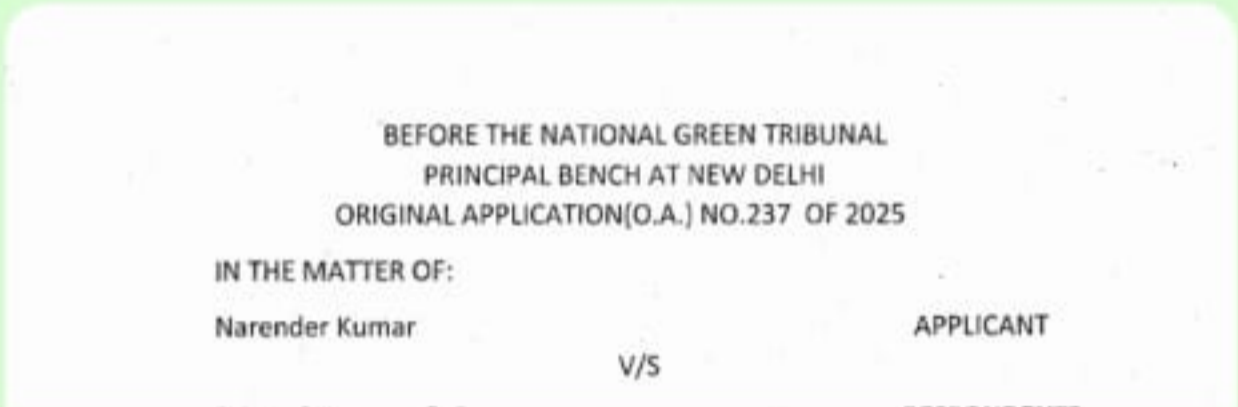 BEFORE THE NATIONAL GREEN TRIBUNAL
PRINCIPAL BENCH AT NEW DELHI
ORIGINAL APPLICATION(O.A.) NO.237 OF 2025
IN THE MATTER OF:
Narender Kumar APPLICANT
V/S